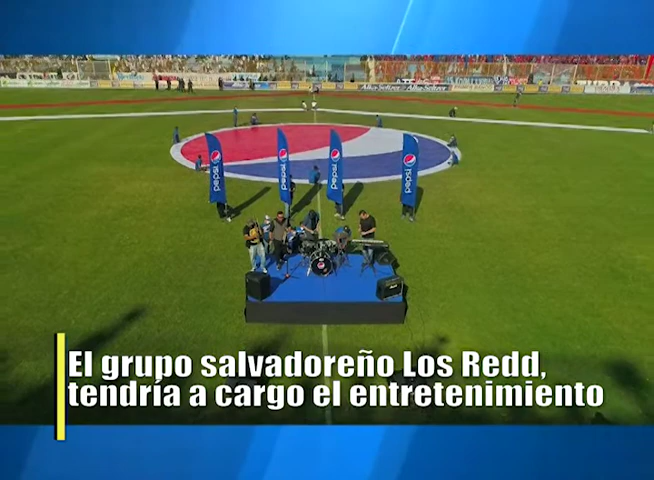 pepsi pepsi pepsi pepsi
El grupo salvadoreño Los Redd,
tendría a cargo el entretenimiento